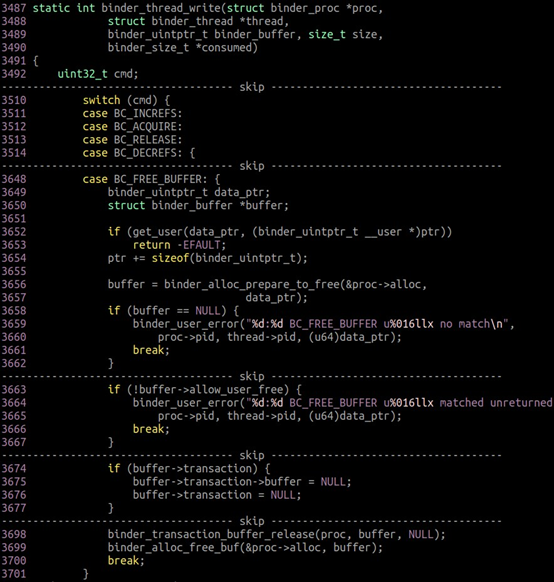 3487 static int binder_thread_write(struct binder_proc *proc,
3488             struct binder_thread *thread,
3489             binder_uintptr_t binder_buffer, size_t size,
3490             binder_size_t *consumed)
3491 {
3492     uint32_t cmd;
------------------------------------ skip ------------------------------------
3510         switch (cmd) {
3511         case BC_INCREFS:
3512         case BC_ACQUIRE:
3513         case BC_RELEASE:
3514         case BC_DECREFS: {
------------------------------------ skip ------------------------------------
3648         case BC_FREE_BUFFER: {
3649             binder_uintptr_t data_ptr;
3650             struct binder_buffer *buffer;
3651
3652             if (get_user(data_ptr, (binder_uintptr_t __user *)ptr))
3653                 return -EFAULT;
3654             ptr += sizeof(binder_uintptr_t);
3655
3656             buffer = binder_alloc_prepare_to_free(&proc->alloc,
3657                                   data_ptr);
3658             if (buffer == NULL) {
3659                 binder_user_error("%d:%d BC_FREE_BUFFER u%016llx no match\n",
3660                     proc->pid, thread->pid, (u64)data_ptr);
3661                 break;
3662             }
------------------------------------ skip ------------------------------------
3663             if (!buffer->allow_user_free) {
3664                 binder_user_error("%d:%d BC_FREE_BUFFER u%016llx matched unreturned
3665                     proc->pid, thread->pid, (u64)data_ptr);
3666                 break;
3667             }
------------------------------------ skip ------------------------------------
3674             if (buffer->transaction) {
3675                 buffer->transaction->buffer = NULL;
3676                 buffer->transaction = NULL;
3677             }
------------------------------------ skip ------------------------------------
3698             binder_transaction_buffer_release(proc, buffer, NULL);
3699             binder_alloc_free_buf(&proc->alloc, buffer);
3700             break;
3701         }